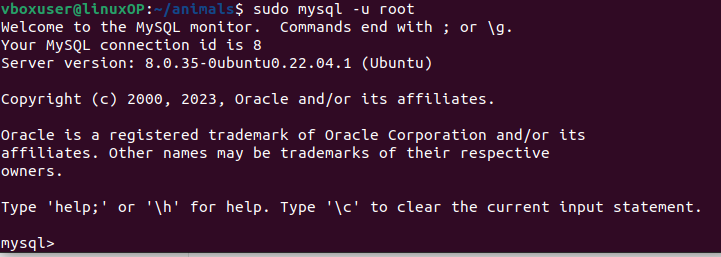 vboxuser@linuxOP:~/animals$ sudo mysql -u root
Welcome to the MySQL monitor.  Commands end with ; or \g.
Your MySQL connection id is 8
Server version: 8.0.35-0ubuntu0.22.04.1 (Ubuntu)

Copyright (c) 2000, 2023, Oracle and/or its affiliates.

Oracle is a registered trademark of Oracle Corporation and/or its
affiliates. Other names may be trademarks of their respective
owners.

Type 'help;' or '\h' for help. Type '\c' to clear the current input statement.

mysql>